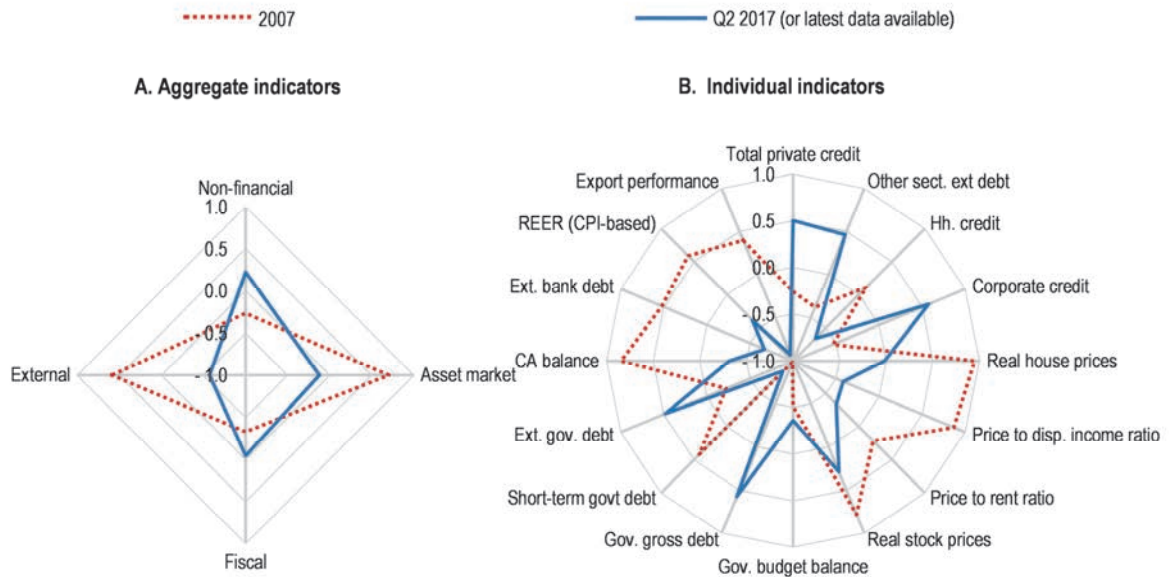 2007
Q2 2017 (or latest data available)
A. Aggregate indicators
B. Individual indicators
Non-financial
1.0
0.5
0.0
0.5
- 1.0
External
Asset market
Fiscal
Total private credit
1.0
0.5
0.0
-0.5
-1.0
Other sect. ext debt
Hh. credit
Corporate credit
Real house prices
Price to disp. income ratio
Price to rent ratio
Real stock prices
Gov. budget balance
Gov. gross debt
Short-term govt debt
Ext. gov. debt
CA balance
Ext. bank debt
REER (CPI-based)
Export performance